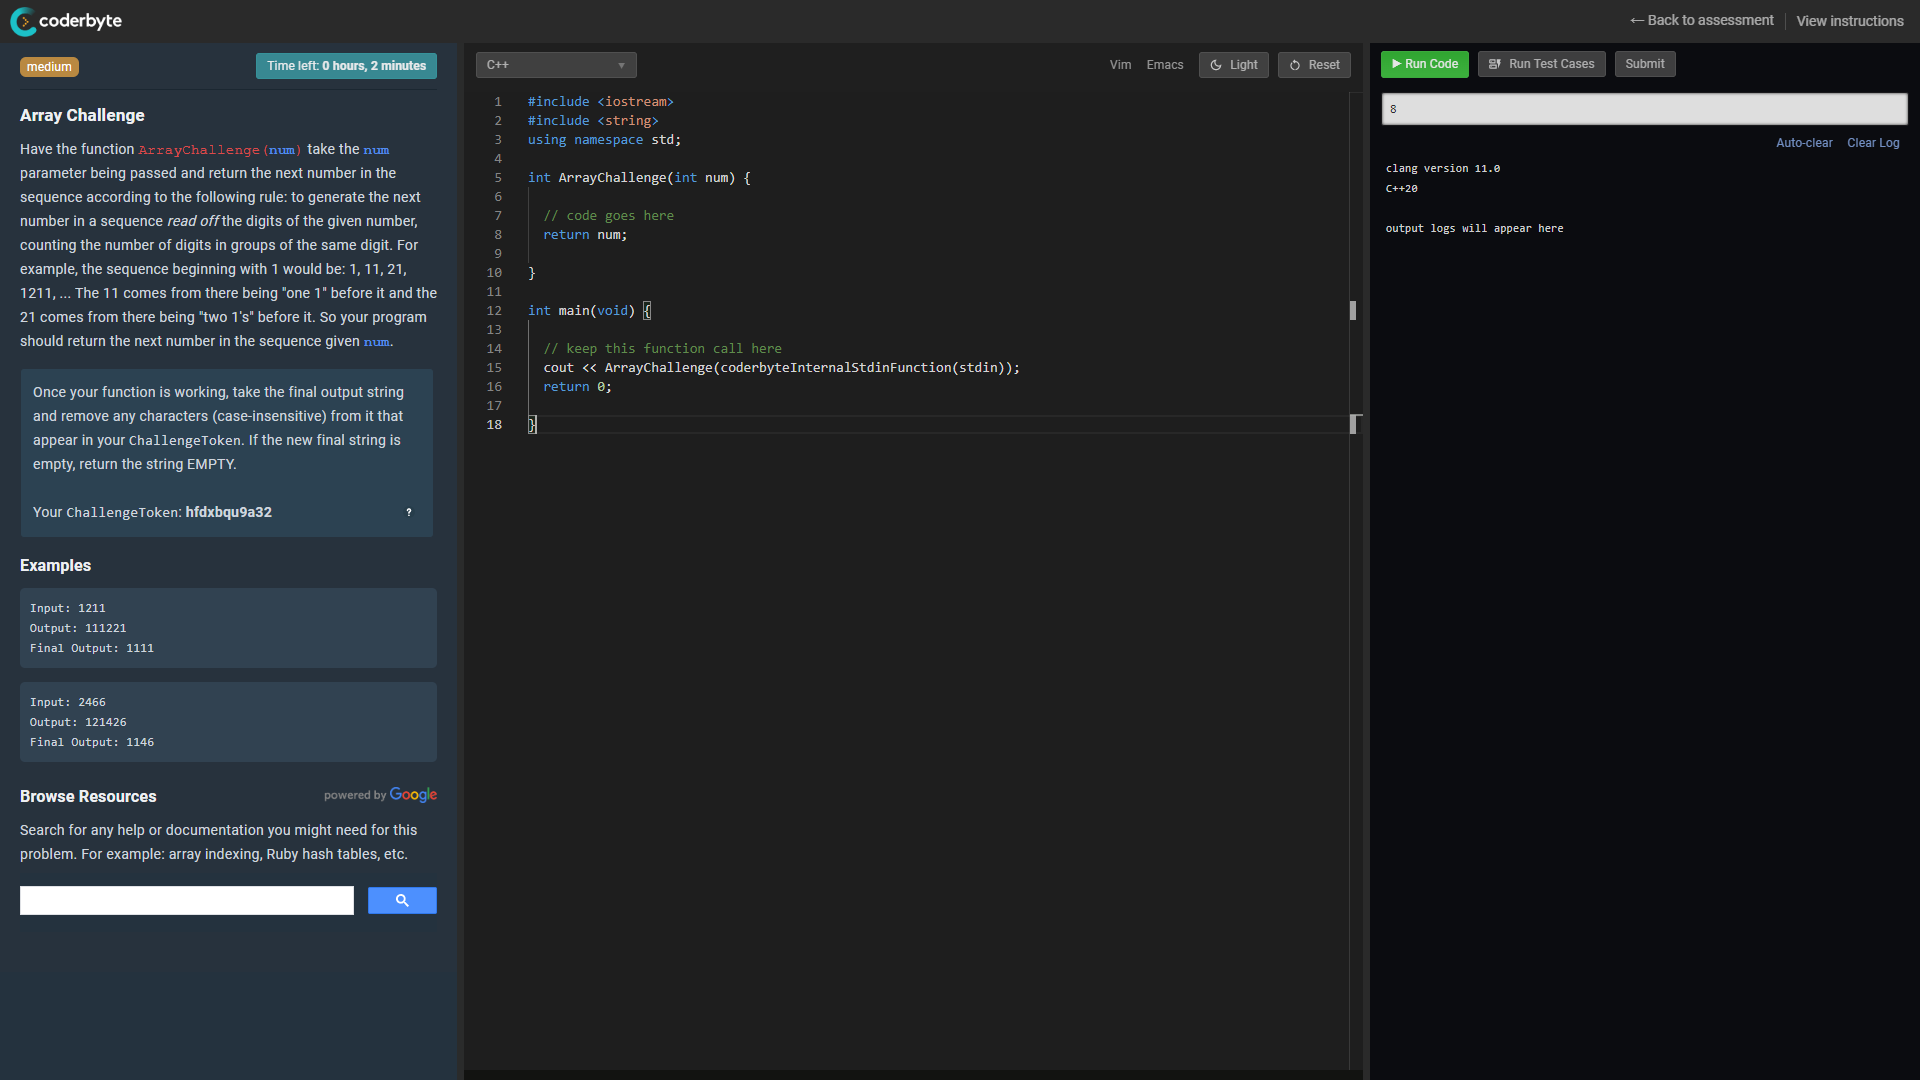 coderbyte
← Back to assessment
View instructions
medium
Time left: 0 hours, 2 minutes
Array Challenge
Have the function ArrayChallenge(num) take the num
parameter being passed and return the next number in the
sequence according to the following rule: to generate the next
number in a sequence read off the digits of the given number,
counting the number of digits in groups of the same digit. For
example, the sequence beginning with 1 would be: 1, 11, 21,
1211, ... The 11 comes from there being "one 1" before it and the
21 comes from there being "two 1's" before it. So your program
should return the next number in the sequence given num.
Once your function is working, take the final output string
and remove any characters (case-insensitive) from it that
appear in your ChallengeToken. If the new final string is
empty, return the string EMPTY.
Your ChallengeToken: hfdxbqu9a32
?
Examples
Input: 1211
Output: 111221
Final Output: 1111
Input: 2466
Output: 121426
Final Output: 1146
Browse Resources
powered by Google
Search for any help or documentation you might need for this
problem. For example: array indexing, Ruby hash tables, etc.
C++
Vim
Emacs
Light
Reset
1 #include <iostream>
2 #include <string>
3 using namespace std;
4
5 int ArrayChallenge(int num) {
6
7 // code goes here
8 return num;
9
10 }
11
12 int main(void) {
13
14 // keep this function call here
15 cout << ArrayChallenge(coderbyteInternalStdinFunction(stdin));
16 return 0;
17
18 }
Run Code
Run Test Cases
Submit
8
Auto-clear
Clear Log
clang version 11.0
C++20
output logs will appear here